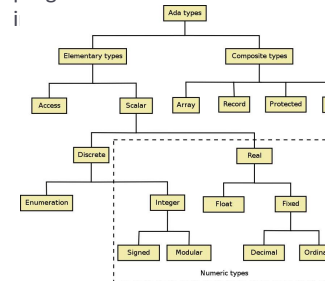 Ada types
Elementary types Composite types
Access Scalar Array Record Protected
Discrete Real
Enumeration Integer Float Fixed
Signed Modular Decimal
Numeric types